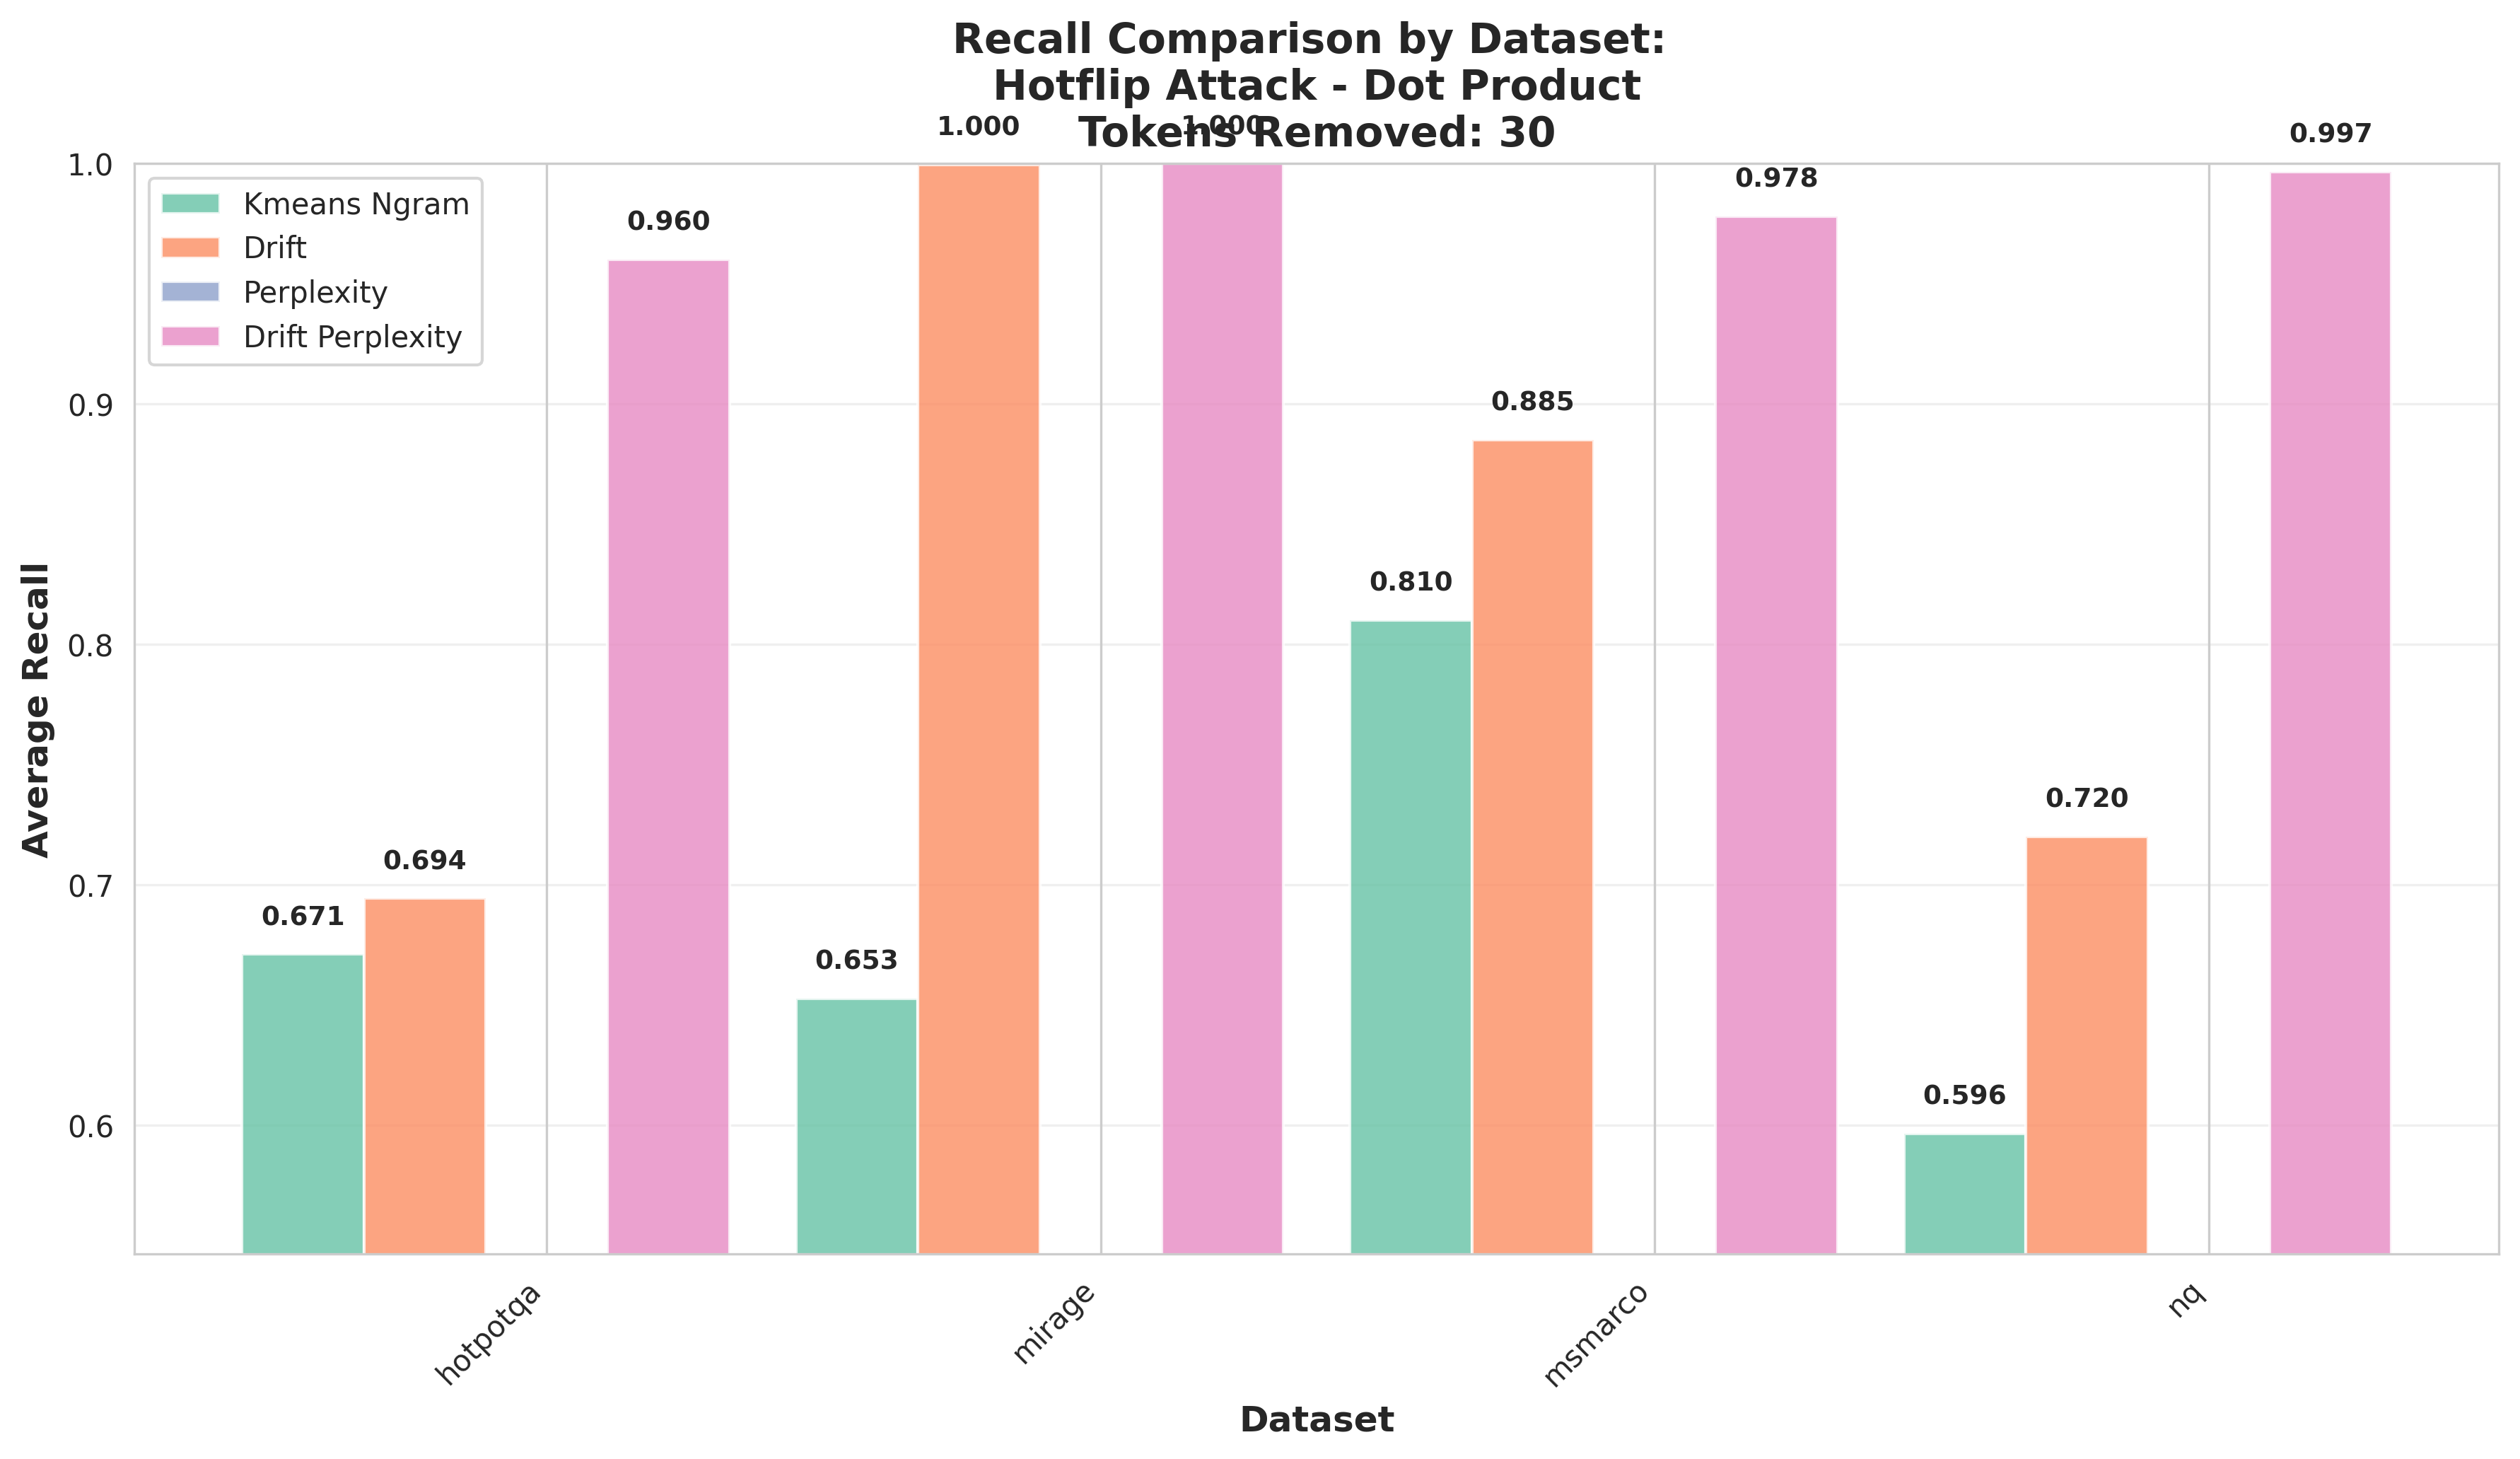 Recall Comparison by Dataset:
Hotflip Attack - Dot Product
Tokens Removed: 30
1.000
1.000
0.997
0.978
0.960
0.885
0.810
0.720
0.694
0.671
0.653
0.596
Kmeans Ngram
Drift
Perplexity
Drift Perplexity
1.0
0.9
0.8
0.7
0.6
Average Recall
hotpotqa
mirage
msmarco
nq
Dataset